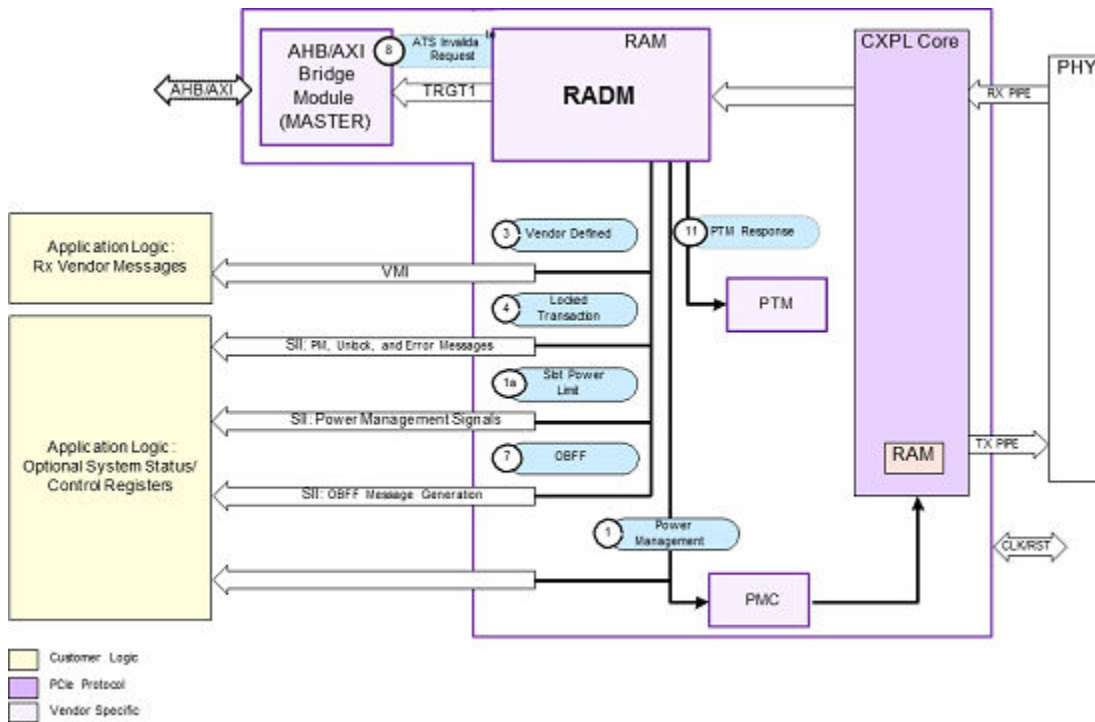 8
ATS Invalida
Request
AHB/AXI
Bridge
Module
(MASTER)
AHB/AXI
TRGT1
RAM
RADM
CXPL Core
PHY
RX PIPE
Application Logic:
Rx Vendor Messages
3
Vendor Defined
VMI
11
PTM Response
PTM
4
Locked
Transaction
SII: PM, Unlock, and Error Messages
1a
Slot Power
Limit
SII: Power Management Signals
Application Logic:
Optional System Status/
Control Registers
7
OBFF
SII: OBFF Message Generation
RAM
TX PIPE
1
Power
Management
CLK/RST
PMC
Customer Logic
PCIe Protocol
Vendor Specific